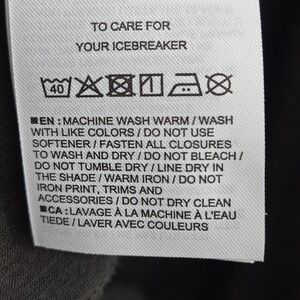 TO CARE FOR
YOUR ICEBREAKER
40
EN : MACHINE WASH WARM / WASH
WITH LIKE COLORS / DO NOT USE
SOFTENER / FASTEN ALL CLOSURES
TO WASH AND DRY / DO NOT BLEACH /
DO NOT TUMBLE DRY / LINE DRY IN
THE SHADE / WARM IRON / DO NOT
IRON PRINT, TRIMS AND
ACCESSORIES / DO NOT DRY CLEAN
CA : LAVAGE À LA MACHINE À L'EAU
TIEDE / LAVER AVEC COULEURS